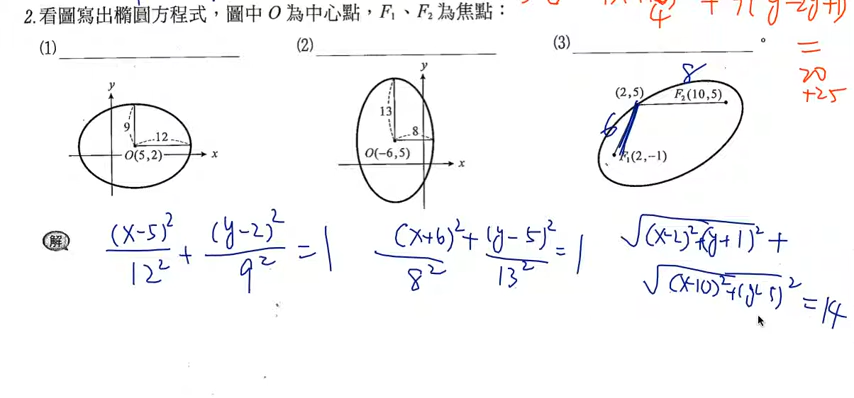 2.看圖寫出橢圓方程式，圖中 O 為中心點，F₁、F₂ 為焦點：
4
=
20
+25
(1)
(2)
(3)
。
y
9
12
O(5,2)
x
y
13
8
O(-6,5)
x
8
(2,5)
F₂(10,5)
6
F₁(2,-1)
解
(x-5)²/12² + (y-2)²/9² = 1
(x+6)²/8² + (y-5)²/13² = 1
√(x-2)²+(y+1)² +
√(x-10)²+(y-5)² = 14